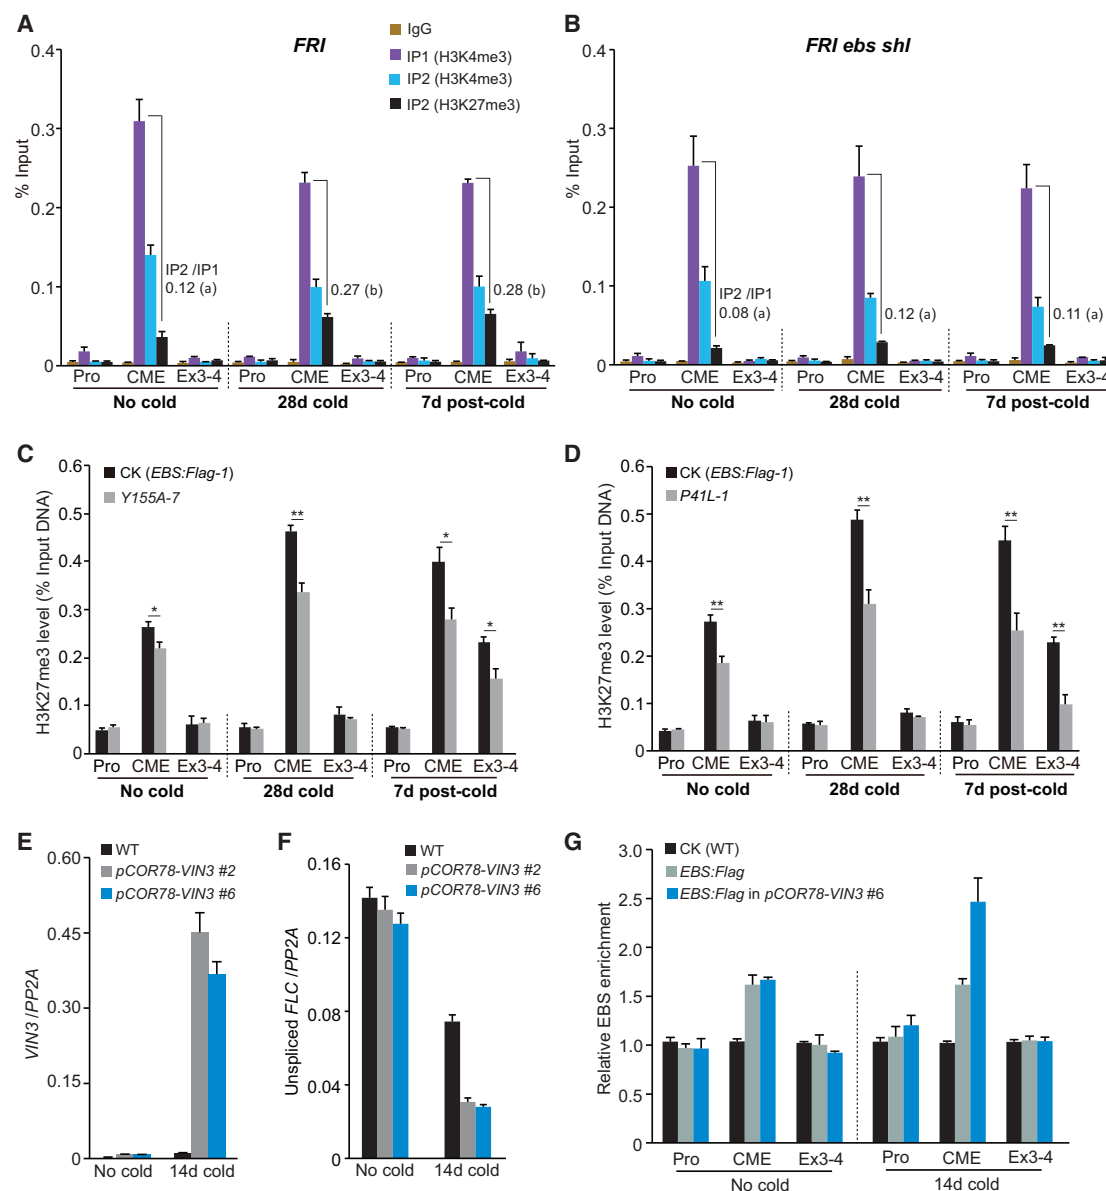 A
FRI
IgG
IP1 (H3K4me3)
IP2 (H3K4me3)
IP2 (H3K27me3)
% Input
0.4
0.3
0.2
0.1
0
IP2 /IP1
0.12 (a)
0.27 (b)
0.28 (b)
Pro CME Ex3-4 Pro CME Ex3-4 Pro CME Ex3-4
No cold 28d cold 7d post-cold
B
FRI ebs shl
% Input
0.4
0.3
0.2
0.1
0
IP2 /IP1
0.08 (a)
0.12 (a)
0.11 (a)
Pro CME Ex3-4 Pro CME Ex3-4 Pro CME Ex3-4
No cold 28d cold 7d post-cold
C
CK (EBS:Flag-1)
Y155A-7
H3K27me3 level (% Input DNA)
0.6
0.5
0.4
0.3
0.2
0.1
0
* ** * *
Pro CME Ex3-4 Pro CME Ex3-4 Pro CME Ex3-4
No cold 28d cold 7d post-cold
D
CK (EBS:Flag-1)
P41L-1
H3K27me3 level (% Input DNA)
0.6
0.5
0.4
0.3
0.2
0.1
0
** ** ** **
Pro CME Ex3-4 Pro CME Ex3-4 Pro CME Ex3-4
No cold 28d cold 7d post-cold
E
WT
pCOR78-VIN3 #2
pCOR78-VIN3 #6
VIN3/PP2A
0.60
0.45
0.30
0.15
0
No cold 14d cold
F
WT
pCOR78-VIN3 #2
pCOR78-VIN3 #6
Unspliced FLC/PP2A
0.16
0.12
0.08
0.04
0
No cold 14d cold
G
CK (WT)
EBS:Flag
EBS:Flag in pCOR78-VIN3 #6
Relative EBS enrichment
3.0
2.5
2.0
1.5
1.0
0.5
0
Pro CME Ex3-4 Pro CME Ex3-4
No cold 14d cold